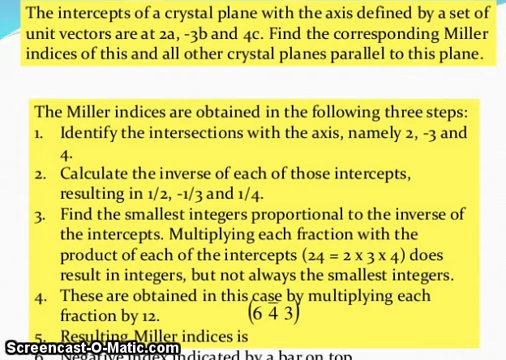 The intercepts of a crystal plane with the axis defined by a set of
unit vectors are at 2a, -3b and 4c. Find the corresponding Miller
indices of this and all other crystal planes parallel to this plane.
The Miller indices are obtained in the following three steps:
1. Identify the intersections with the axis, namely 2, -3 and
4.
2. Calculate the inverse of each of those intercepts,
resulting in 1/2, -1/3 and 1/4.
3. Find the smallest integers proportional to the inverse of
the intercepts. Multiplying each fraction with the
product of each of the intercepts (24 = 2 x 3 x 4) does
result in integers, but not always the smallest integers.
4. These are obtained in this case by multiplying each
fraction by 12.
(6 4̅ 3)
5. Resulting Miller indices is
6. Negative index indicated by a bar on top
Screencast-O-Matic.com